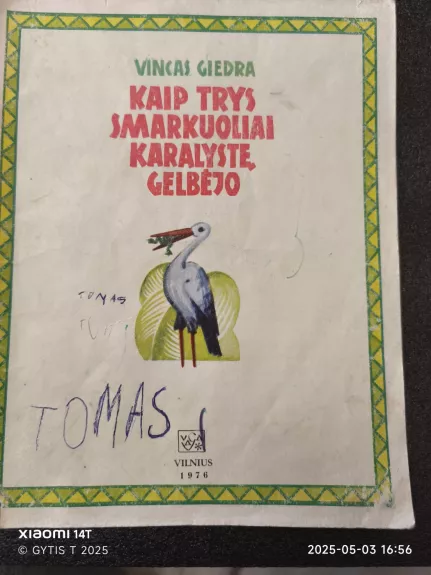 VINCAS GIEDRA
KAIP TRYS
SMARKUOLIAI
KARALYSTĘ
GELBĖJO
TOMAS
TOMAS
VILNIUS
1976
XIAOMI 14T
© GYTIS T 2025
2025-05-03 16:56